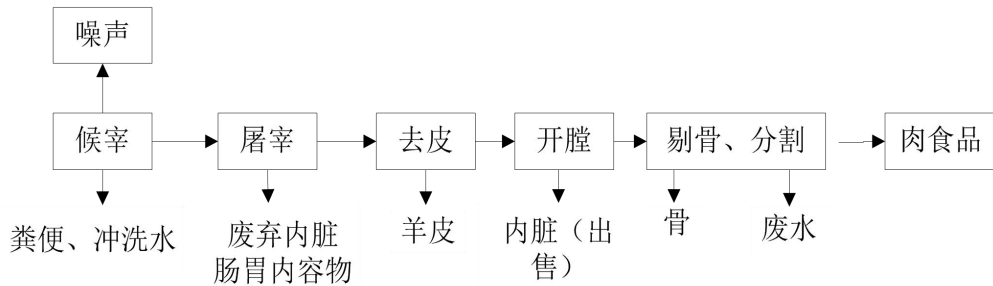 噪声
候宰
屠宰
去皮
开膛
剔骨、分割
肉食品
粪便、冲洗水
废弃内脏
肠胃内容物
羊皮
内脏（出
售）
骨
废水